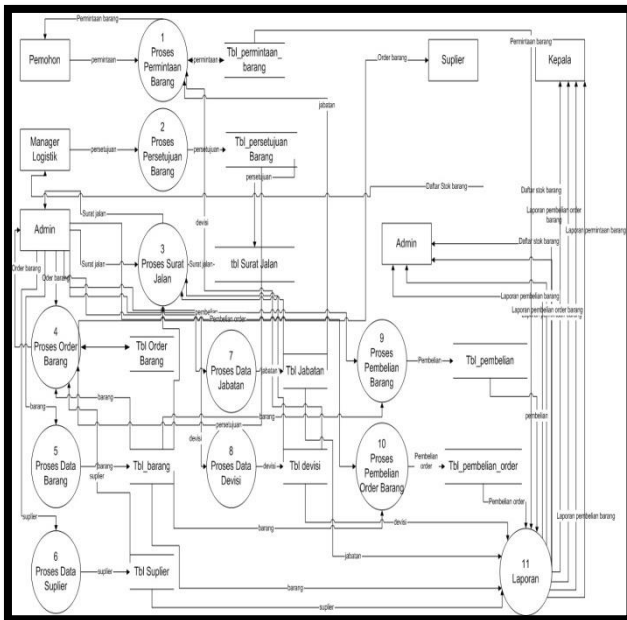 Permintaan barang
1
Proses
Permintaan
Barang
Pemohon
permintaan
permintaan
Tbl_permintaan_
barang
Order barang
Suplier
Permintaan barang
Kepala
jabatan
2
Proses
Persetujuan
Barang
Manager
Logistik
persetujuan
persetujuan
Tbl_persetujuan
Barang
persetujuan
Daftar Stok barang
Daftar stok barang
Laporan pembelian order
barang
Laporan permintaan barang
Surat jalan
devisi
Admin
3
Proses Surat
Jalan
Surat jalan
Surat jalan
tbl Surat Jalan
Admin
Daftar stok barang
Order barang
Order barang
pembelian
Pembelian order
Laporan pembelian barang
Laporan pembelian order barang
4
Proses Order
Barang
Tbl Order
Barang
7
Proses Data
Jabatan
jabatan
Tbl Jabatan
9
Proses
Pembelian
Barang
Pembelian
Tbl_pembelian
pembelian
barang
barang
persetujuan
barang
devisi
5
Proses Data
Barang
barang
Tbl_barang
8
Proses Data
Devisi
devisi
Tbl devisi
10
Proses
Pembelian
Order Barang
Pembelian
order
Tbl_pembelian_order
Pembelian order
suplier
suplier
barang
devisi
Laporan pembelian barang
6
Proses Data
Suplier
suplier
Tbl Suplier
jabatan
11
Laporan
barang
suplier